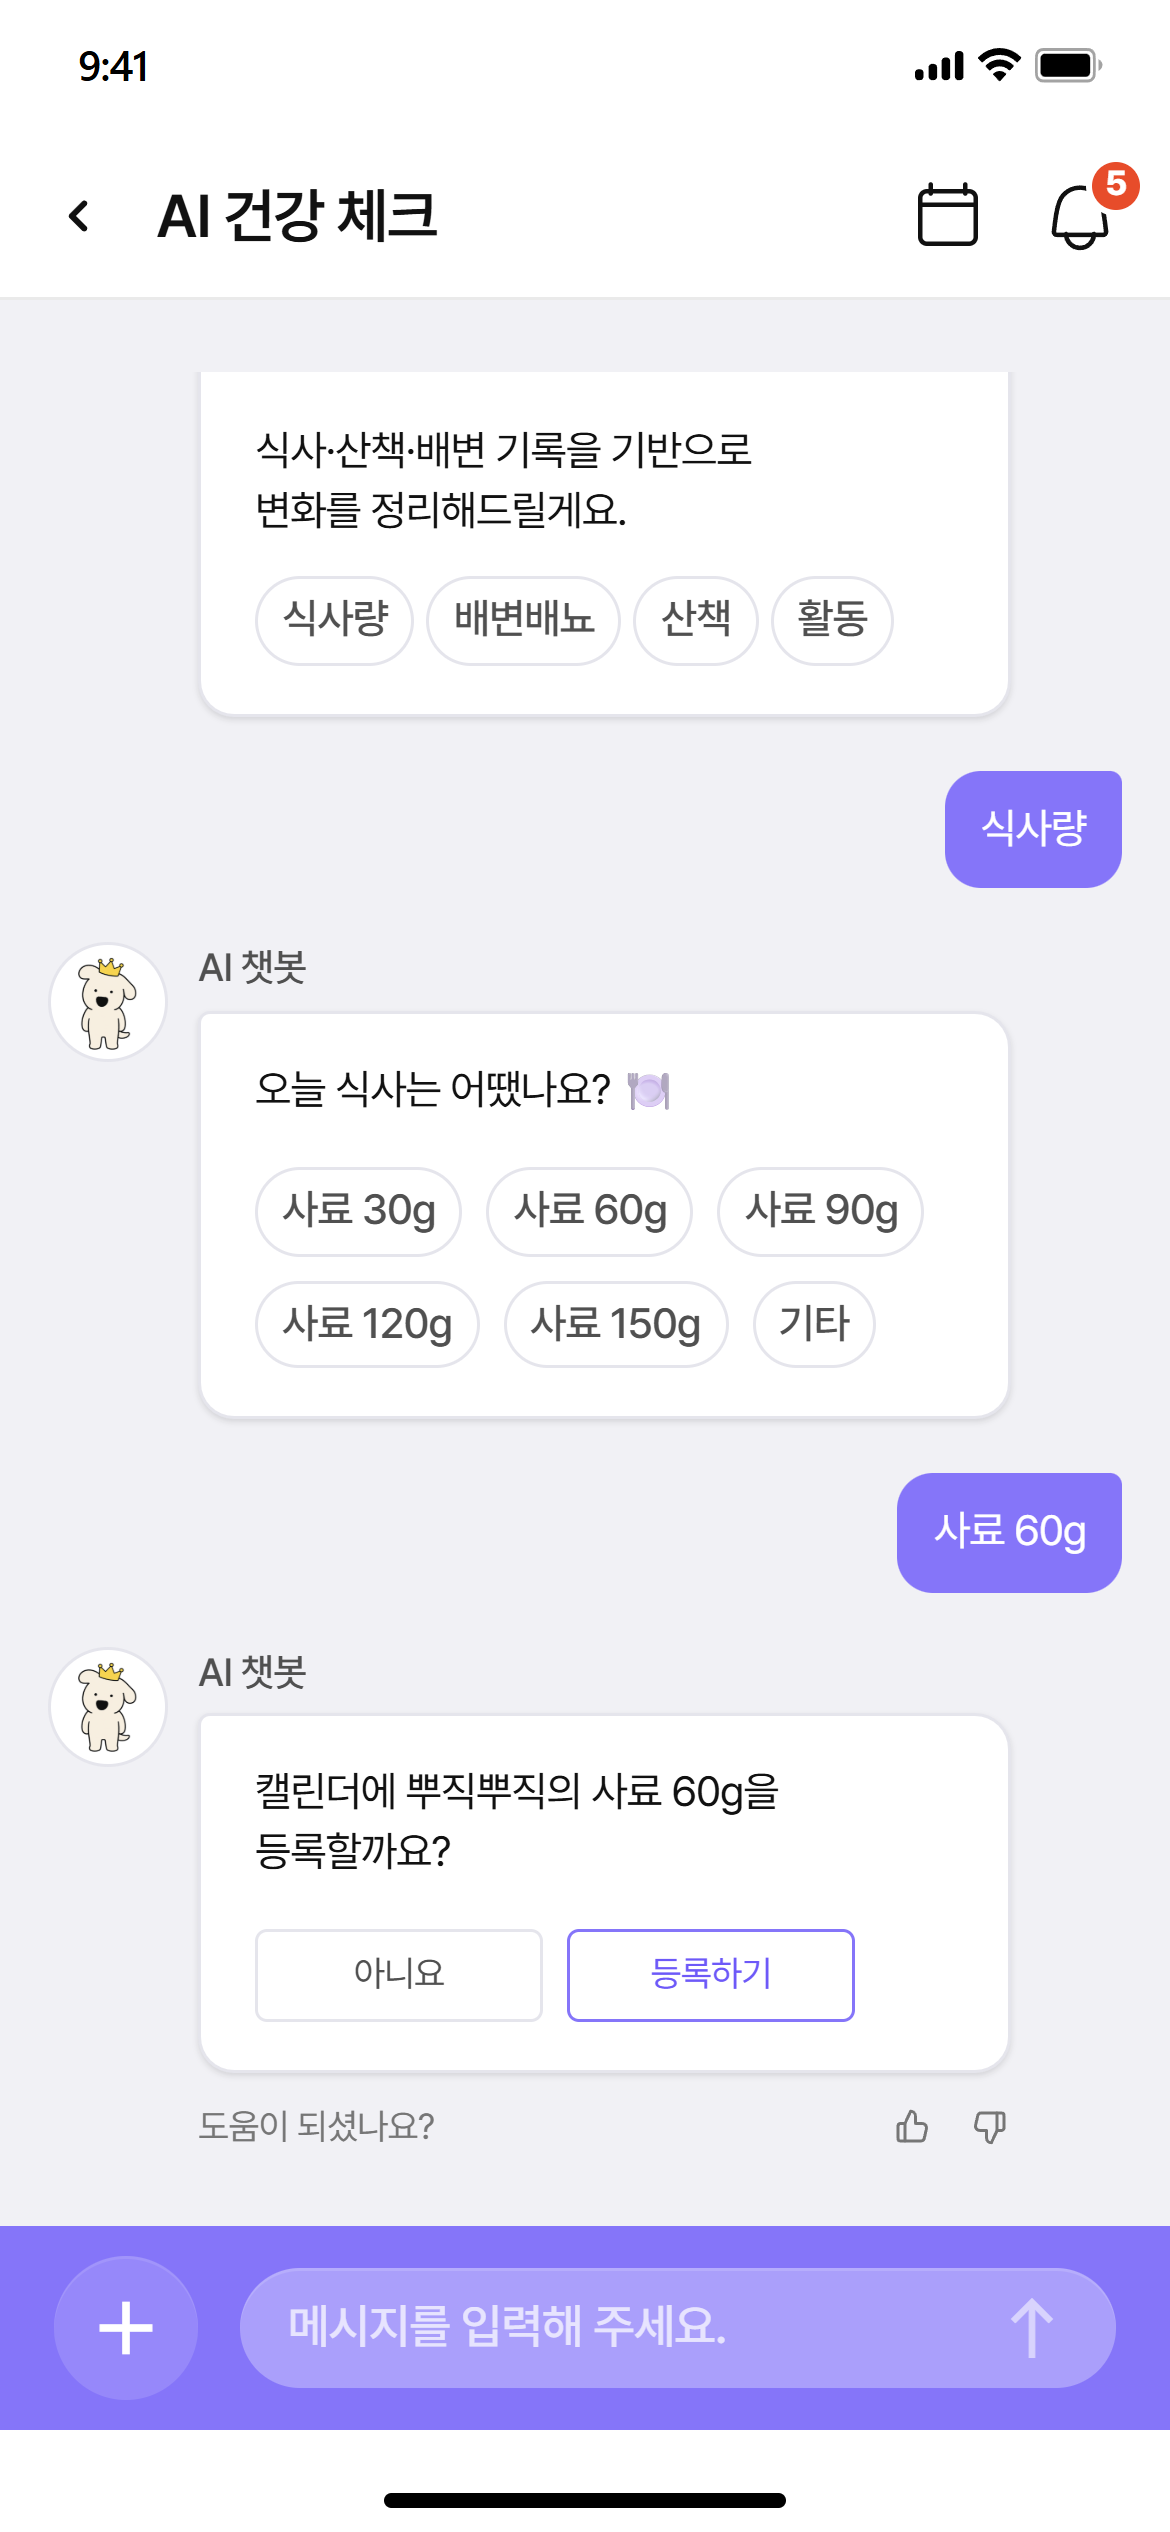 9:41
AI 건강 체크
5
식사·산책·배변 기록을 기반으로
변화를 정리해드릴게요.
식사량 배변배뇨 산책 활동
식사량
AI 챗봇
오늘 식사는 어땠나요? 🍽️
사료 30g 사료 60g 사료 90g
사료 120g 사료 150g 기타
사료 60g
AI 챗봇
캘린더에 뿌직뿌직의 사료 60g을
등록할까요?
아니요 등록하기
도움이 되셨나요?
메시지를 입력해 주세요.